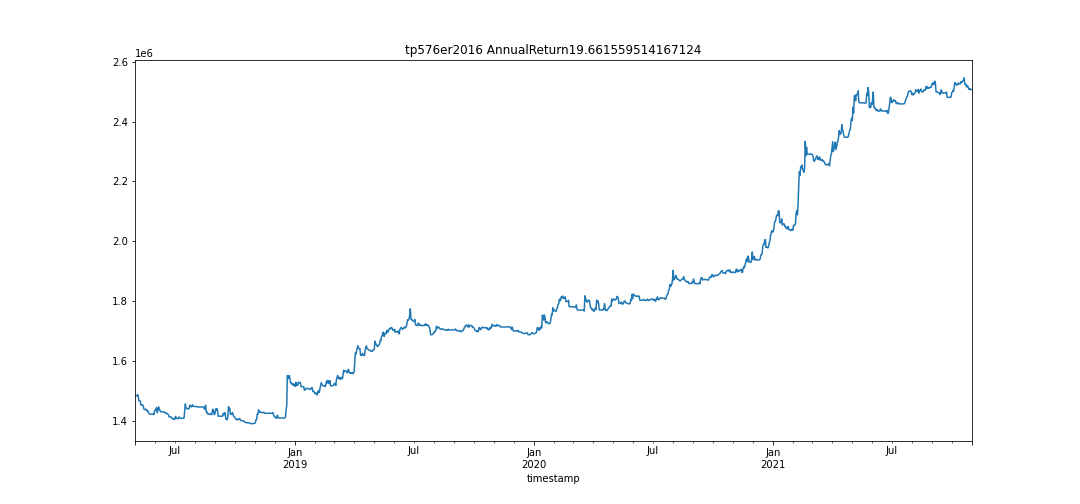 tp576er2016 AnnualReturn19.661559514167124
1e6
2.6
2.4
2.2
2.0
1.8
1.6
1.4
Jul
Jan
2019
Jul
Jan
2020
Jul
Jan
2021
Jul
timestamp